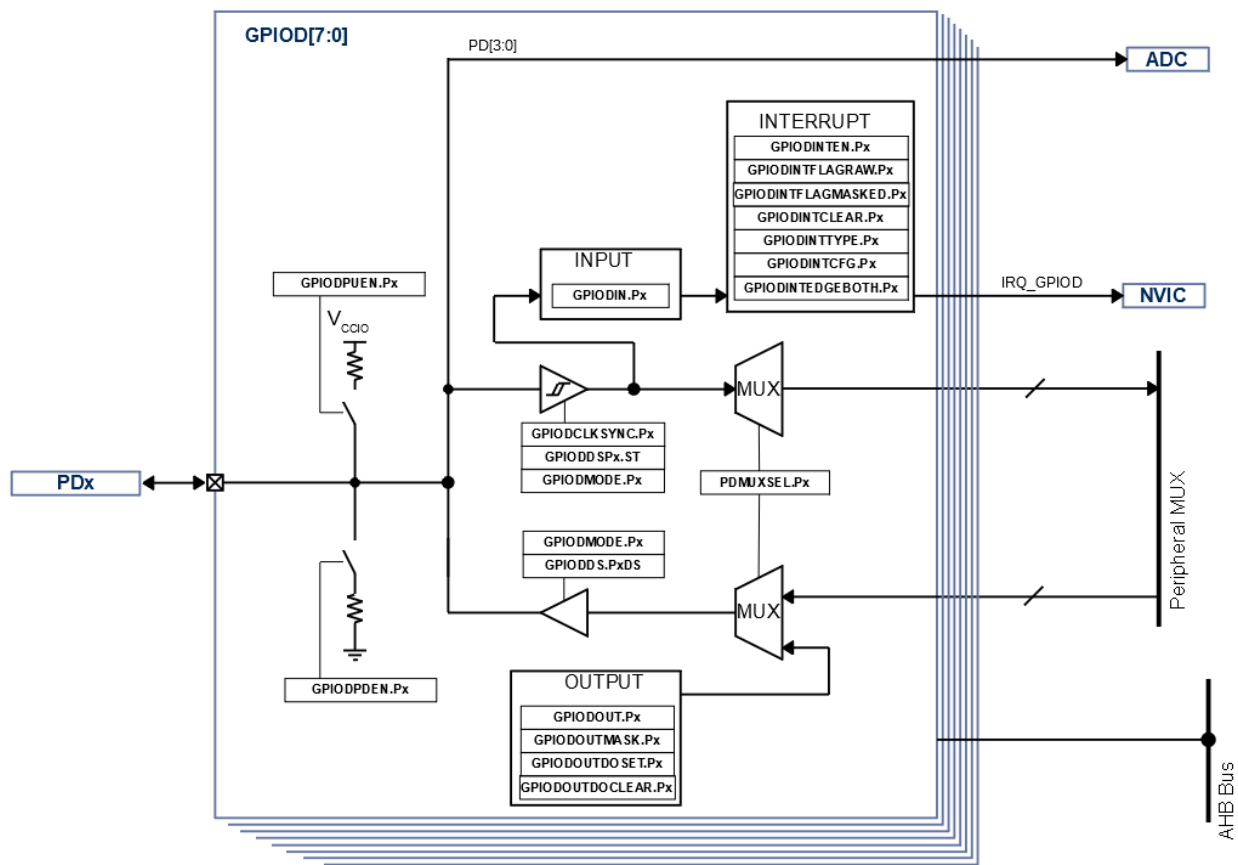 GPIOD[7:0]
PD[3:0]
ADC
INTERRUPT
GPIODINTEN.Px
GPIODINTFLAGRAW.Px
GPIODINTFLAGMASKED.Px
GPIODINTCLEAR.Px
GPIODINTTYPE.Px
GPIODINTCFG.Px
GPIODINTEDGEBOTH.Px
INPUT
GPIODIN.Px
IRQ_GPIOD
NVIC
GPIODPUEN.Px
VCCIO
MUX
GPIODCLKSYNC.Px
GPIODDSPx.ST
GPIODMODE.Px
PDMUXSEL.Px
PDx
Peripheral MUX
GPIODMODE.Px
GPIODDS.PxDS
MUX
GPIODPDEN.Px
OUTPUT
GPIODOUT.Px
GPIODOUTMASK.Px
GPIODOUTDOSET.Px
GPIODOUTDOCLEAR.Px
AHB Bus